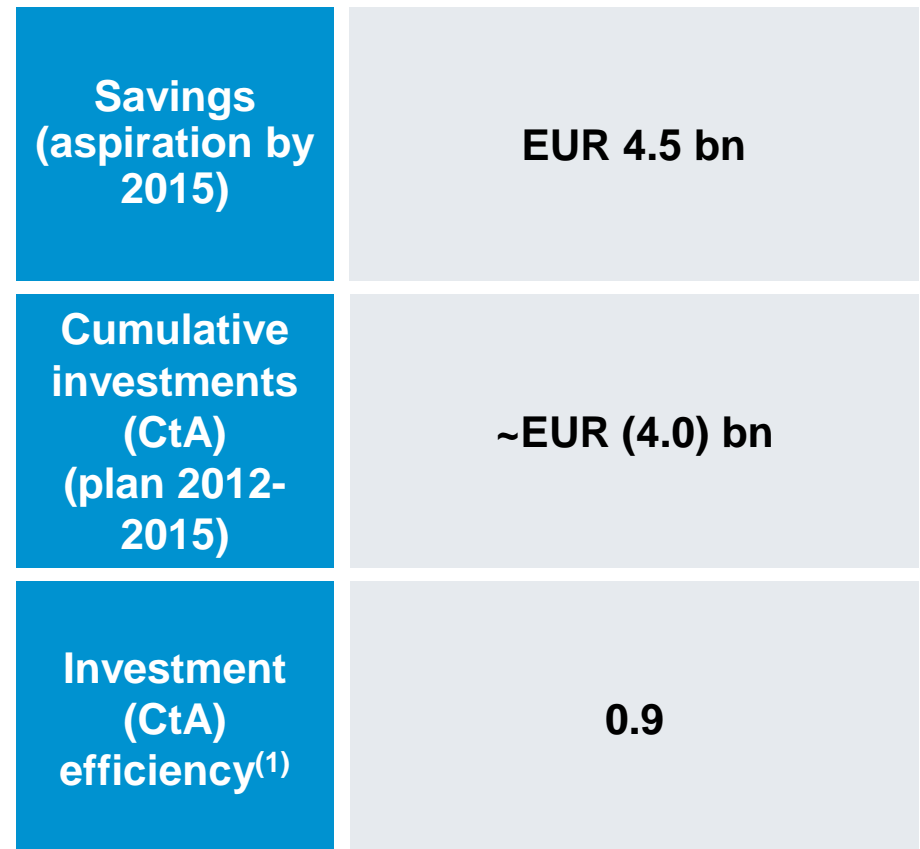 Savings
(aspiration by
2015)
EUR 4.5 bn
Cumulative
investments
(CtA)
(plan 2012-
2015)
~EUR (4.0) bn
Investment
(CtA)
efficiency(1)
0.9